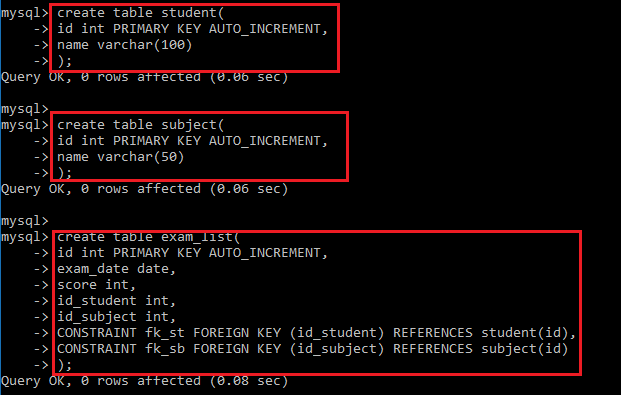 mysql> create table student(
    -> id int PRIMARY KEY AUTO_INCREMENT,
    -> name varchar(100)
    -> );
Query OK, 0 rows affected (0.06 sec)
mysql>
mysql> create table subject(
    -> id int PRIMARY KEY AUTO_INCREMENT,
    -> name varchar(50)
    -> );
Query OK, 0 rows affected (0.06 sec)
mysql>
mysql> create table exam_list(
    -> id int PRIMARY KEY AUTO_INCREMENT,
    -> exam_date date,
    -> score int,
    -> id_student int,
    -> id_subject int,
    -> CONSTRAINT fk_st FOREIGN KEY (id_student) REFERENCES student(id),
    -> CONSTRAINT fk_sb FOREIGN KEY (id_subject) REFERENCES subject(id)
    -> );
Query OK, 0 rows affected (0.08 sec)